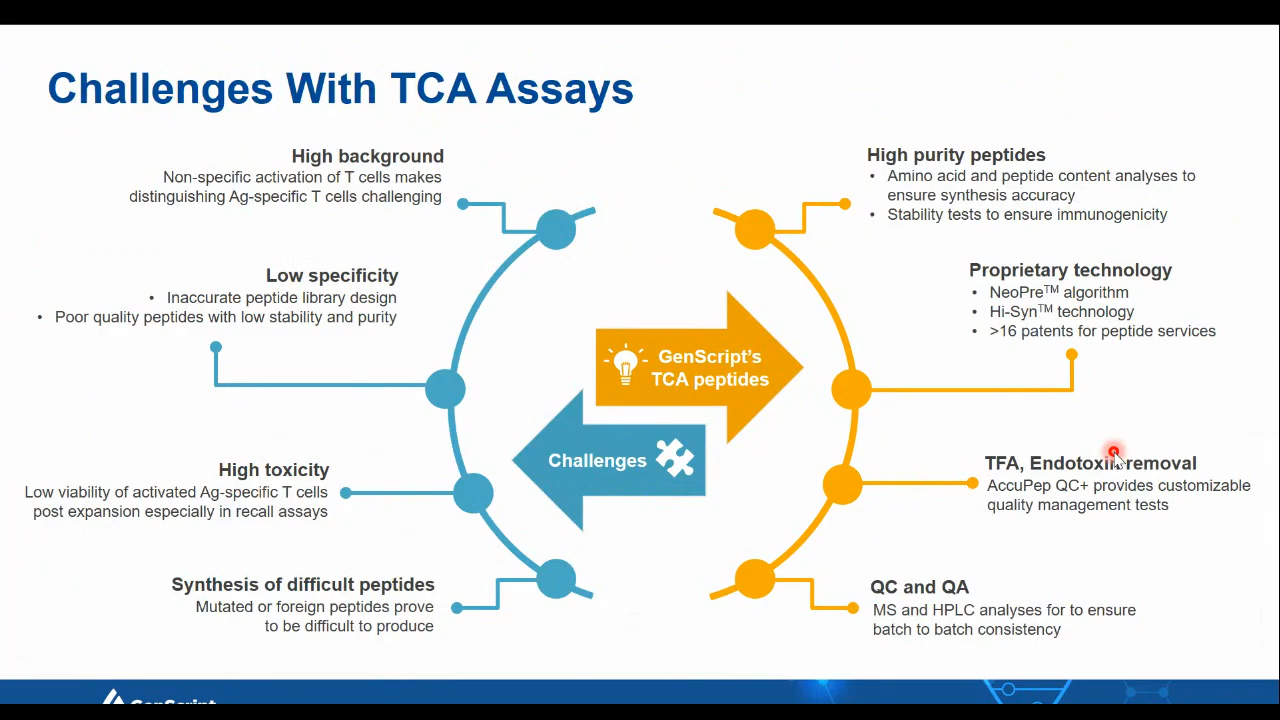 Challenges With TCA Assays
High background
Non-specific activation of T cells makes
distinguishing Ag-specific T cells challenging
Low specificity
• Inaccurate peptide library design
• Poor quality peptides with low stability and purity
High toxicity
Low viability of activated Ag-specific T cells
post expansion especially in recall assays
Synthesis of difficult peptides
Mutated or foreign peptides prove
to be difficult to produce
GenScript's
TCA peptides
Challenges
High purity peptides
• Amino acid and peptide content analyses to
ensure synthesis accuracy
• Stability tests to ensure immunogenicity
Proprietary technology
• NeoPre™ algorithm
• Hi-Syn™ technology
• >16 patents for peptide services
TFA, Endotoxin removal
AccuPep QC+ provides customizable
quality management tests
QC and QA
MS and HPLC analyses for to ensure
batch to batch consistency
GenScript